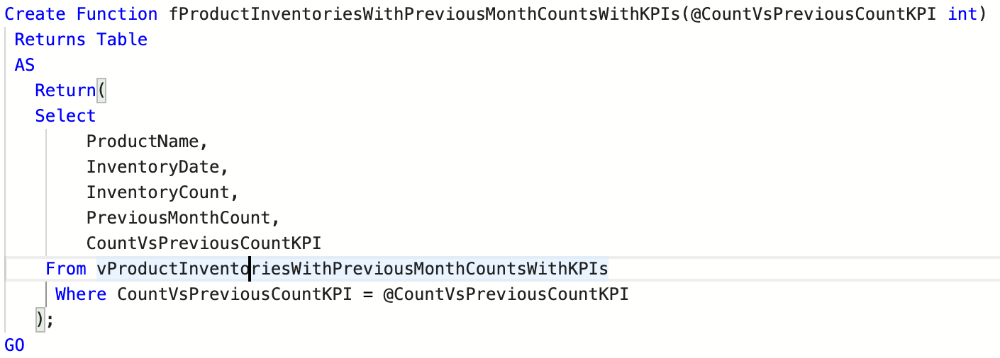 Create Function fProductInventoriesWithPreviousMonthCountsWithKPIs(@CountVsPreviousCountKPI int)
Returns Table
AS
Return(
Select
ProductName,
InventoryDate,
InventoryCount,
PreviousMonthCount,
CountVsPreviousCountKPI
From vProductInventoriesWithPreviousMonthCountsWithKPIs
Where CountVsPreviousCountKPI = @CountVsPreviousCountKPI
);
GO